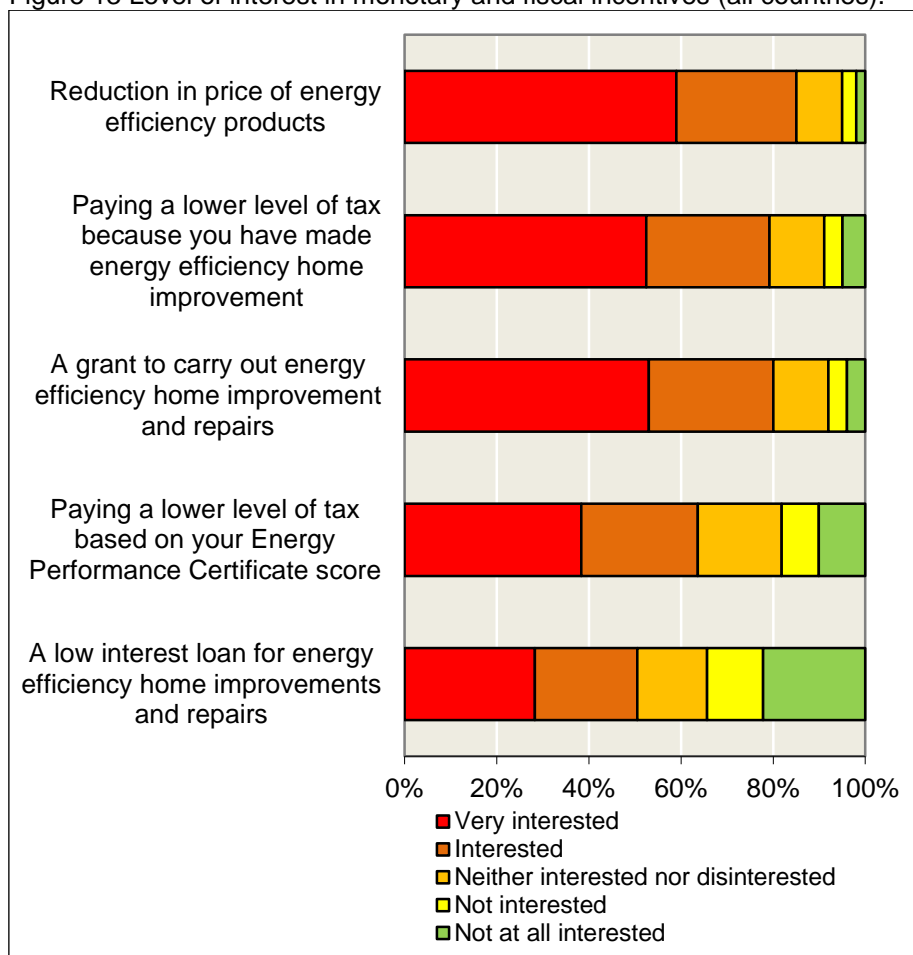 Figure 18 Level of interest in monetary and fiscal incentives (all countries).
Reduction in price of energy
efficiency products
Paying a lower level of tax
because you have made
energy efficiency home
improvement
A grant to carry out energy
efficiency home improvement
and repairs
Paying a lower level of tax
based on your Energy
Performance Certificate score
A low interest loan for energy
efficiency home improvements
and repairs
0% 20% 40% 60% 80% 100%
Very interested
Interested
Neither interested nor disinterested
Not interested
Not at all interested